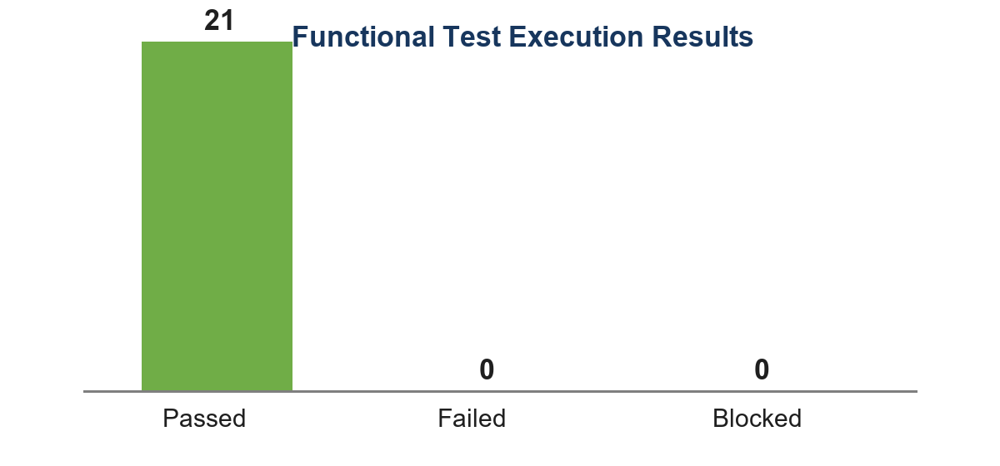 21
Functional Test Execution Results
0
0
Passed
Failed
Blocked